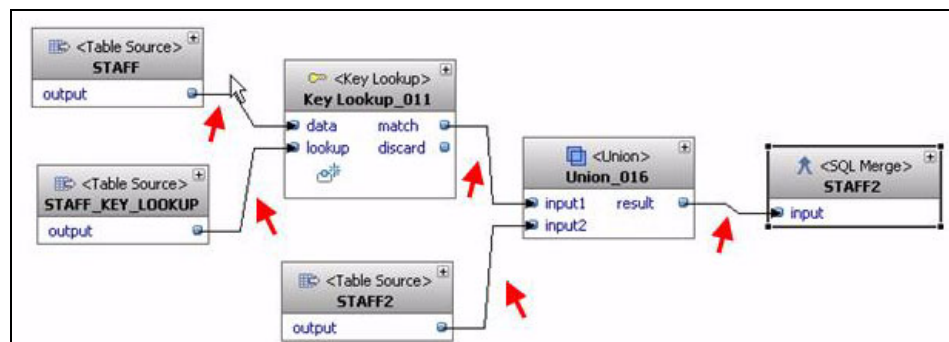 <Table Source>
STAFF
output
<Key Lookup>
Key Lookup_011
data match
lookup discard
<Table Source>
STAFF_KEY_LOOKUP
output
<Union>
Union_016
input1 result
input2
<SQL Merge>
STAFF2
input
<Table Source>
STAFF2
output